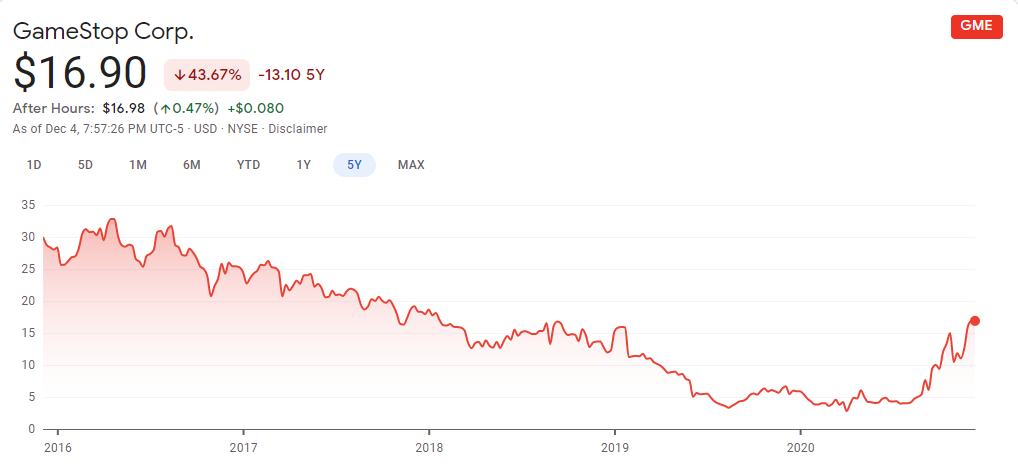 GameStop Corp.
GME
$16.90 ↓43.67% -13.10 5Y
After Hours: $16.98 (↑0.47%) +$0.080
As of Dec 4, 7:57:26 PM UTC-5 · USD · NYSE · Disclaimer
1D 5D 1M 6M YTD 1Y 5Y MAX
35
30
25
20
15
10
5
0
2016 2017 2018 2019 2020